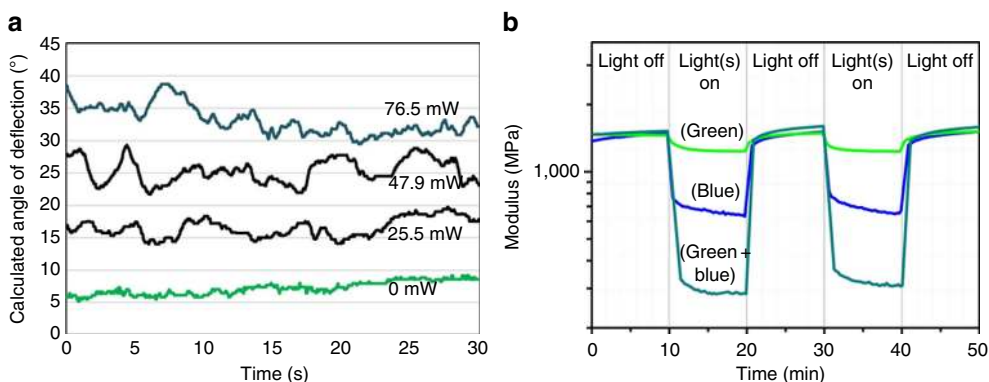 a
Calculated angle of deflection (°)
45
40
35
30
25
20
15
10
5
0
76.5 mW
47.9 mW
25.5 mW
0 mW
0 5 10 15 20 25 30
Time (s)
b
Modulus (MPa)
1,000
Light off Light(s) on Light off Light(s) on Light off
(Green)
(Blue)
(Green +
blue)
0 10 20 30 40 50
Time (min)